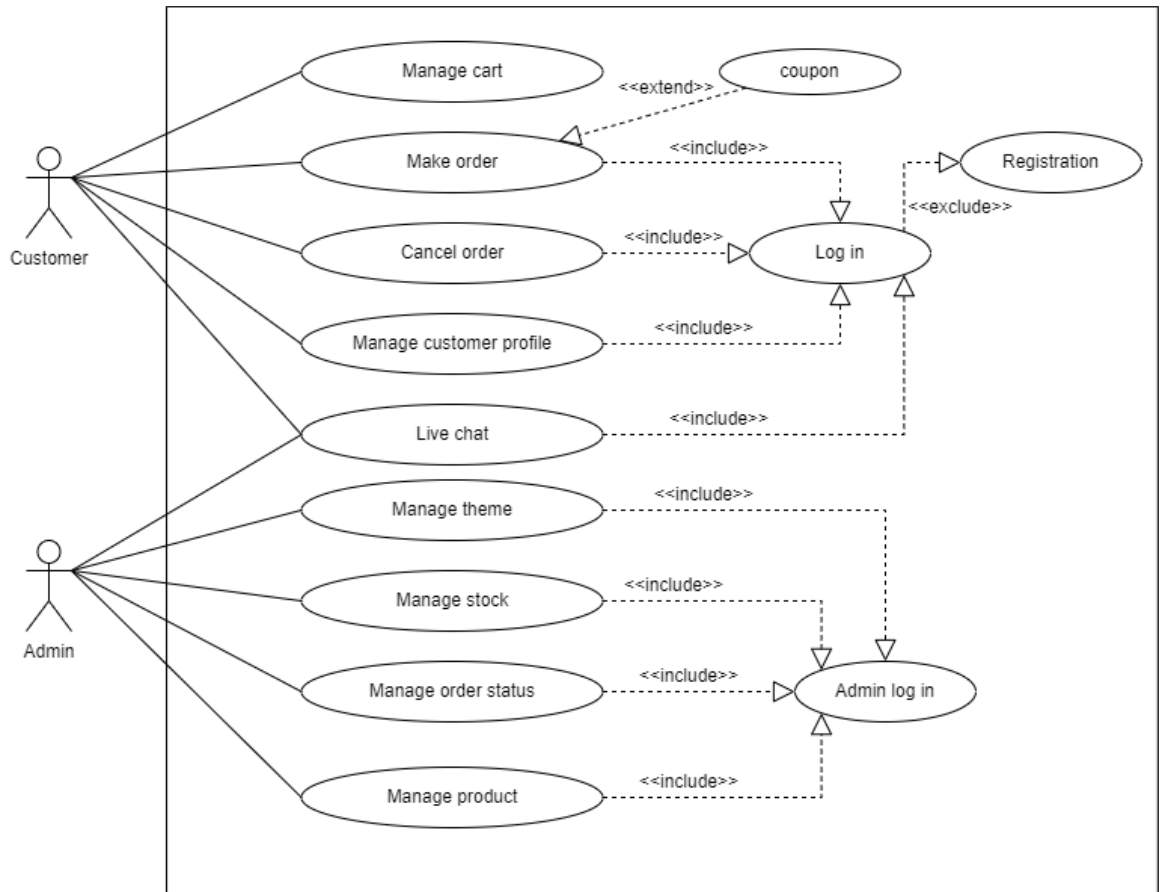 Manage cart
coupon
<<extend>>
Make order
<<include>>
Registration
<<exclude>>
Customer
Cancel order
<<include>>
Log in
Manage customer profile
<<include>>
Live chat
<<include>>
Manage theme
<<include>>
Admin
Manage stock
<<include>>
Manage order status
<<include>>
Admin log in
Manage product
<<include>>